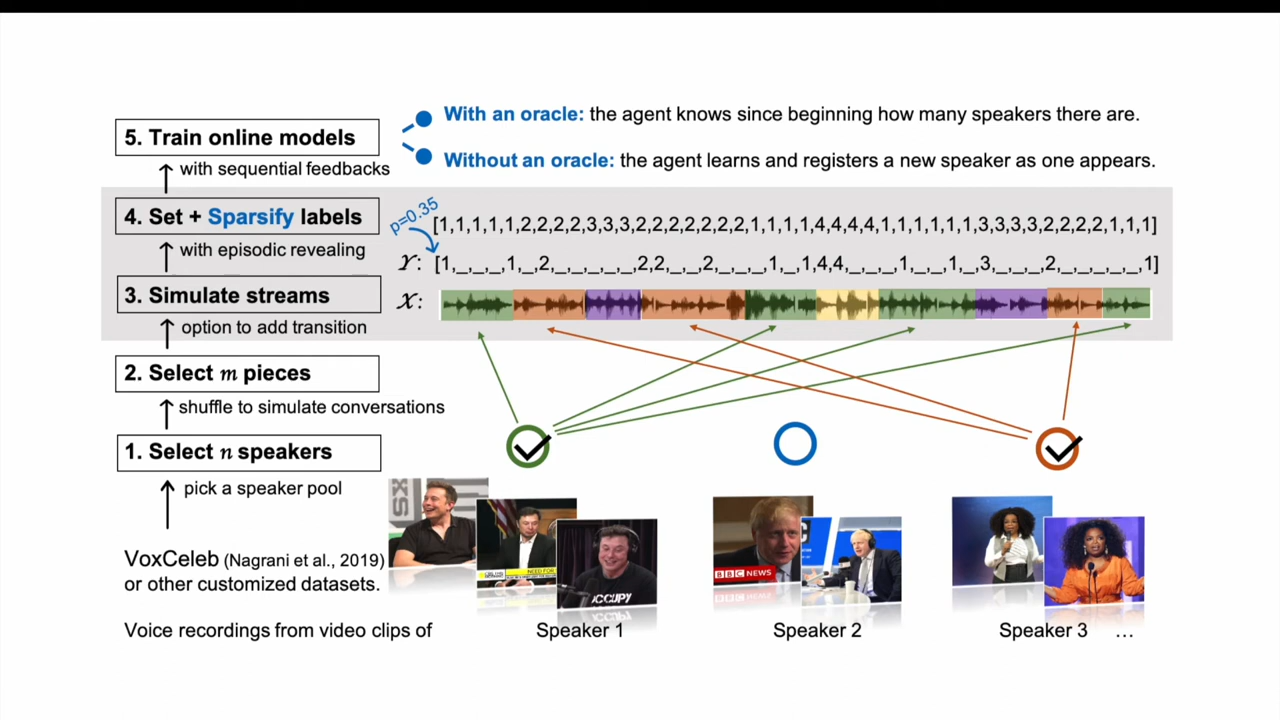 With an oracle: the agent knows since beginning how many speakers there are.
5. Train online models
Without an oracle: the agent learns and registers a new speaker as one appears.
with sequential feedbacks
4. Set + Sparsify labels
p=0.35
[1,1,1,1,1,2,2,2,2,3,3,3,2,2,2,2,2,2,2,1,1,1,1,4,4,4,4,1,1,1,1,1,1,3,3,3,3,2,2,2,2,1,1,1]
with episodic revealing
Y: [1,_,_,_,1,_,2,_,_,_,_,_,2,2,_,_,2,_,_,_,1,_,1,4,4,_,_,_,1,_,_,1,_,3,_,_,_,2,_,_,_,_,_,1]
3. Simulate streams
X:
option to add transition
2. Select m pieces
shuffle to simulate conversations
1. Select n speakers
pick a speaker pool
VoxCeleb (Nagrani et al., 2019)
or other customized datasets.
NEED FOR
BBC NEWS
Voice recordings from video clips of
Speaker 1
Speaker 2
Speaker 3
...